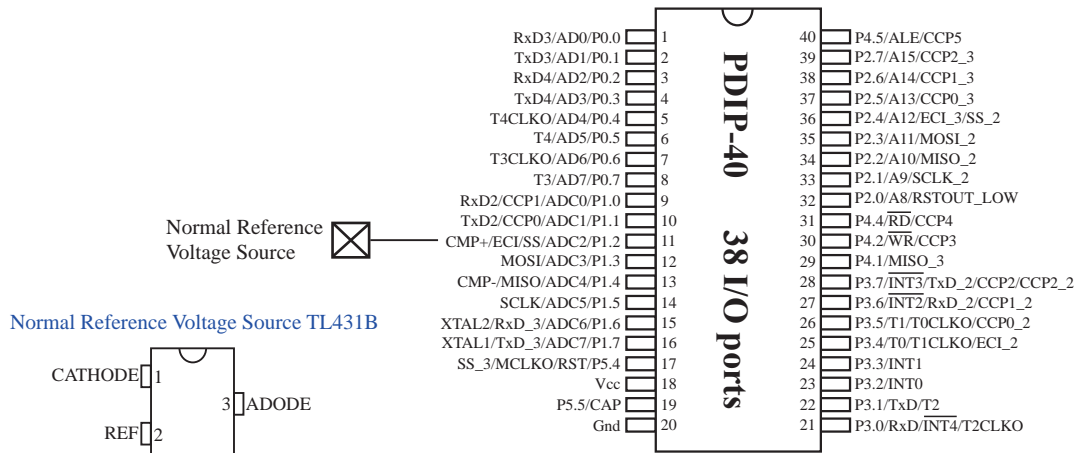 RxD3/AD0/P0.0 1
TxD3/AD1/P0.1 2
RxD4/AD2/P0.2 3
TxD4/AD3/P0.3 4
T4CLKO/AD4/P0.4 5
T4/AD5/P0.5 6
T3CLKO/AD6/P0.6 7
T3/AD7/P0.7 8
RxD2/CCP1/ADC0/P1.0 9
TxD2/CCP0/ADC1/P1.1 10
CMP+/ECI/SS/ADC2/P1.2 11
MOSI/ADC3/P1.3 12
CMP-/MISO/ADC4/P1.4 13
SCLK/ADC5/P1.5 14
XTAL2/RxD_3/ADC6/P1.6 15
XTAL1/TxD_3/ADC7/P1.7 16
SS_3/MCLKO/RST/P5.4 17
Vcc 18
P5.5/CAP 19
Gnd 20
PDIP-40 38 I/O ports
40 P4.5/ALE/CCP5
39 P2.7/A15/CCP2_3
38 P2.6/A14/CCP1_3
37 P2.5/A13/CCP0_3
36 P2.4/A12/ECI_3/SS_2
35 P2.3/A11/MOSI_2
34 P2.2/A10/MISO_2
33 P2.1/A9/SCLK_2
32 P2.0/A8/RSTOUT_LOW
31 P4.4/RD/CCP4
30 P4.2/WR/CCP3
29 P4.1/MISO_3
28 P3.7/INT3/TxD_2/CCP2/CCP2_2
27 P3.6/INT2/RxD_2/CCP1_2
26 P3.5/T1/T0CLKO/CCP0_2
25 P3.4/T0/T1CLKO/ECI_2
24 P3.3/INT1
23 P3.2/INT0
22 P3.1/TxD/T2
21 P3.0/RxD/INT4/T2CLKO
Normal Reference
Voltage Source
Normal Reference Voltage Source TL431B
CATHODE 1
3 ADODE
REF 2